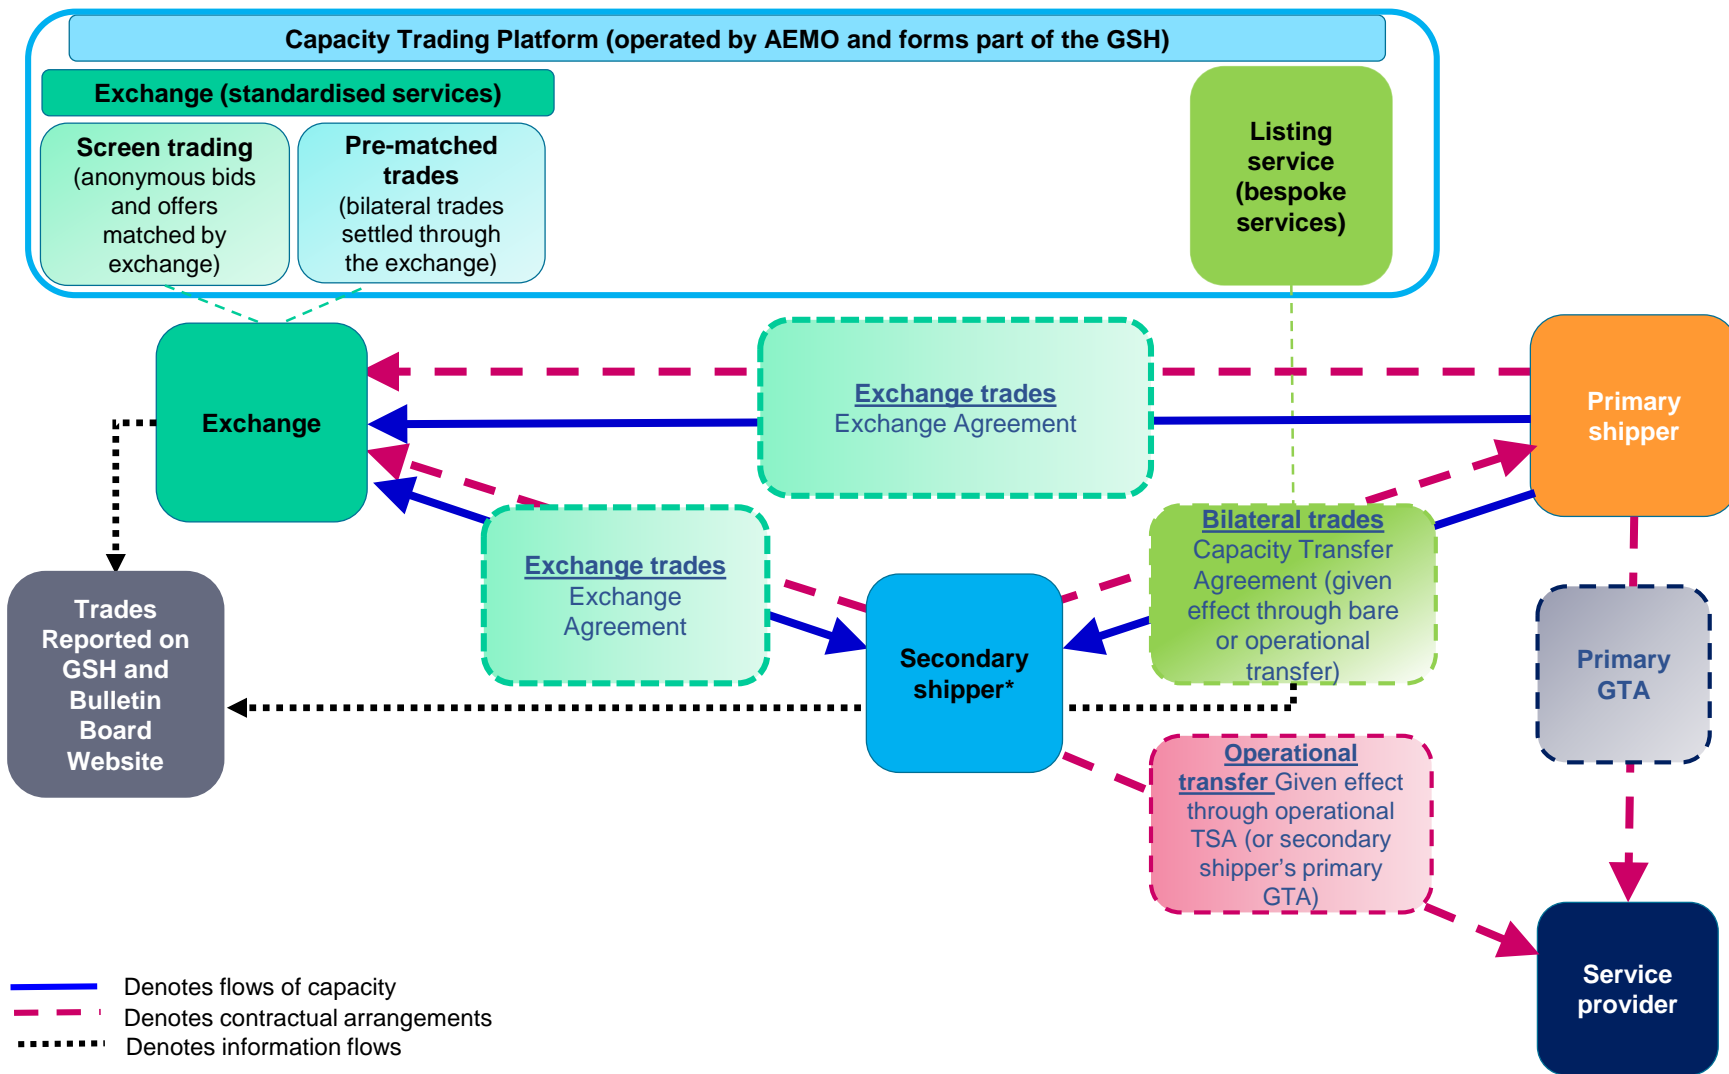 Capacity Trading Platform (operated by AEMO and forms part of the GSH)
Exchange (standardised services)
Screen trading
(anonymous bids
and offers
matched by
exchange)
Pre-matched
trades
(bilateral trades
settled through
the exchange)
Listing
service
(bespoke
services)
Exchange
Exchange trades
Exchange Agreement
Primary
shipper
Exchange trades
Exchange
Agreement
Bilateral trades
Capacity Transfer
Agreement (given
effect through bare
or operational
transfer)
Trades
Reported on
GSH and
Bulletin
Board
Website
Secondary
shipper*
Primary
GTA
Operational
transfer Given effect
through operational
TSA (or secondary
shipper’s primary
GTA)
Service
provider
Denotes flows of capacity
Denotes contractual arrangements
Denotes information flows